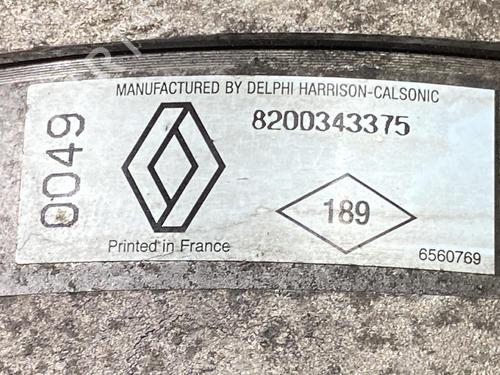 MANUFACTURED BY DELPHI HARRISON-CALSONIC
8200343375
0049
189
Printed in France
6560769